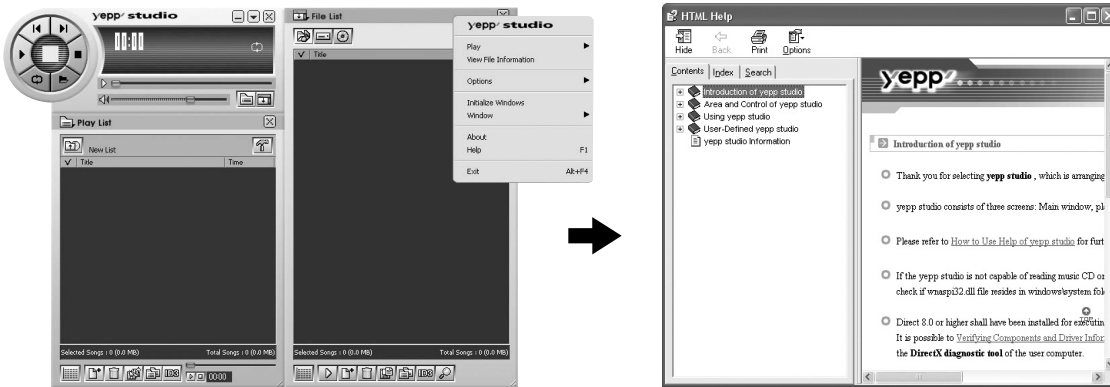 yepp' studio
00:00
Play List
New List
√ Title Time
Selected Songs : 0 (0.0 MB) Total Songs : 0 (0.0 MB)
ID3
00:00
File List
√ Title
Selected Songs : 0 (0.0 MB) Total Songs : 0 (0.0 MB)
ID3
yepp' studio
Play
View File Information
Options
Initialize Windows
Window
About
Help F1
Exit Alt+F4
HTML Help
Hide Back Print Options
Contents Index Search
Introduction of yepp studio
Area and Control of yepp studio
Using yepp studio
User-Defined yepp studio
yepp studio Information
yepp'
Introduction of yepp studio
Thank you for selecting yepp studio , which is arranging
yepp studio consists of three screens: Main window, pl
Please refer to How to Use Help of yepp studio for furt
If the yepp studio is not capable of reading music CD or
check if wnaspi32.dll file resides in windows\system fol
Direct 8.0 or higher shall have been installed for executin
It is possible to Verifying Components and Driver Infor
the DirectX diagnostic tool of the user computer.